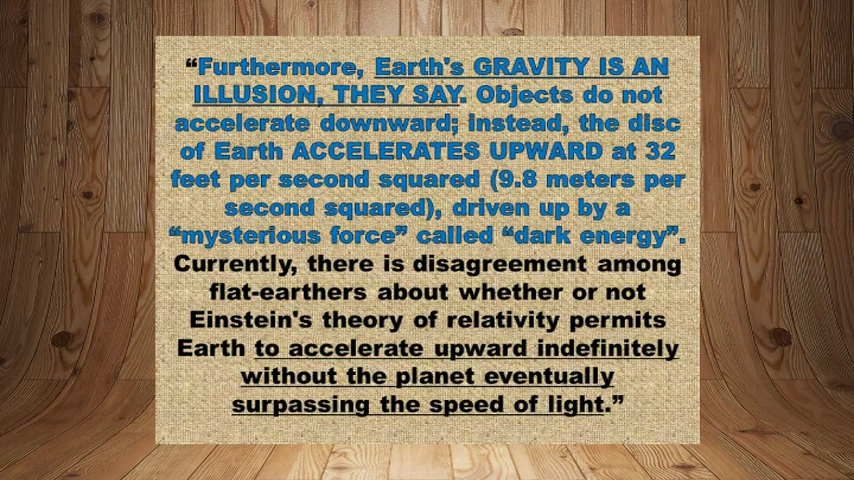 “Furthermore, Earth's GRAVITY IS AN
ILLUSION, THEY SAY. Objects do not
accelerate downward; instead, the disc
of Earth ACCELERATES UPWARD at 32
feet per second squared (9.8 meters per
second squared), driven up by a
“mysterious force” called “dark energy”.
Currently, there is disagreement among
flat-earthers about whether or not
Einstein's theory of relativity permits
Earth to accelerate upward indefinitely
without the planet eventually
surpassing the speed of light.”